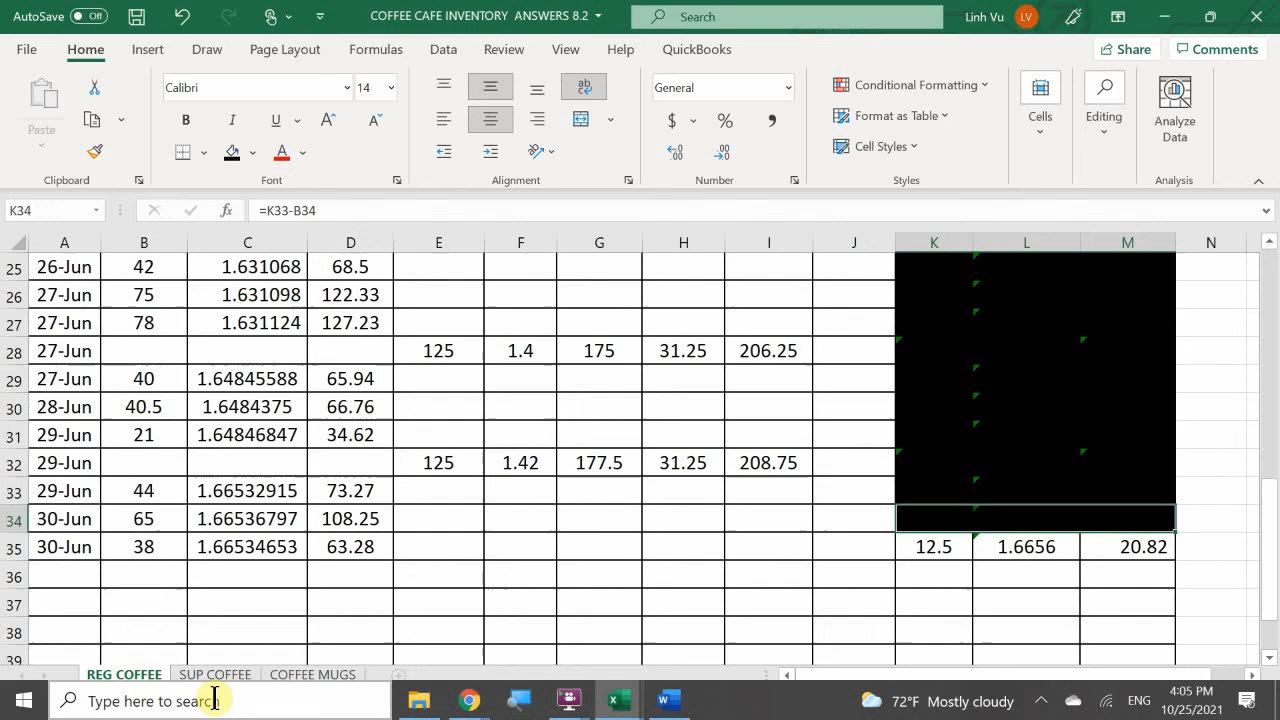 AutoSave Off COFFEE CAFE INVENTORY ANSWERS 8.2 Search Linh Vu LV
File Home Insert Draw Page Layout Formulas Data Review View Help QuickBooks Share Comments
Paste Calibri 14 General Conditional Formatting Format as Table Cell Styles Cells Editing Analyze Data
B I U A A A ab c $ % 9 .00 .00
Clipboard Font Alignment Number Styles Analysis
K34 fx =K33-B34
A B C D E F G H I J K L M N
25 26-Jun 42 1.631068 68.5
26 27-Jun 75 1.631098 122.33
27 27-Jun 78 1.631124 127.23
28 27-Jun 125 1.4 175 31.25 206.25
29 27-Jun 40 1.64845588 65.94
30 28-Jun 40.5 1.6484375 66.76
31 29-Jun 21 1.64846847 34.62
32 29-Jun 125 1.42 177.5 31.25 208.75
33 29-Jun 44 1.66532915 73.27
34 30-Jun 65 1.66536797 108.25
35 30-Jun 38 1.66534653 63.28 12.5 1.6656 20.82
36
37
38
39
REG COFFEE SUP COFFEE COFFEE MUGS
Type here to search 72°F Mostly cloudy ENG 4:05 PM
10/25/2021